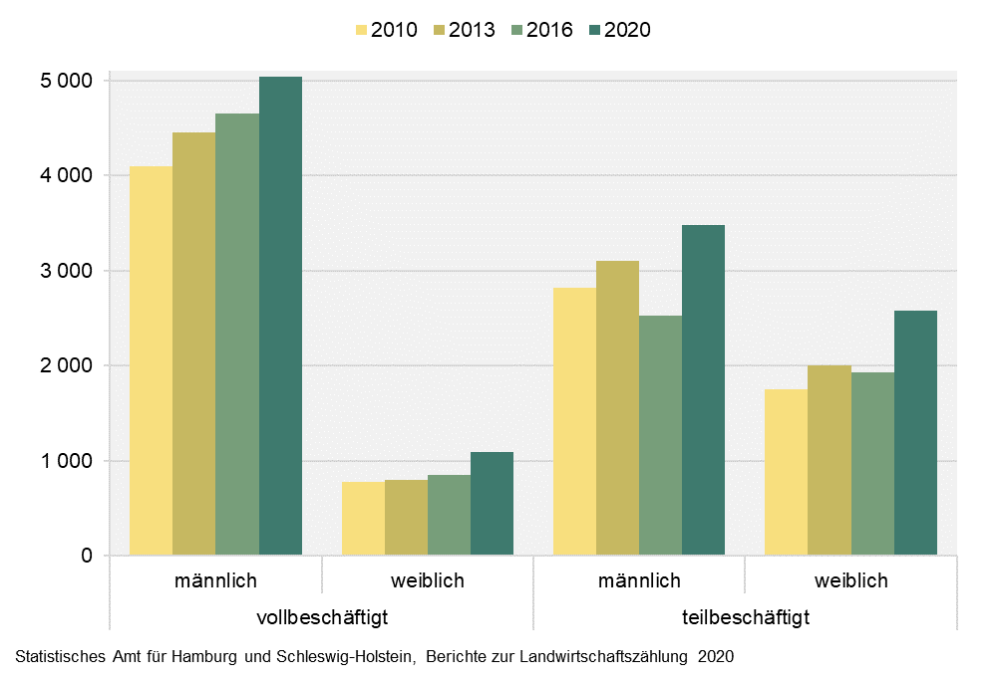 2010 2013 2016 2020
5 000
4 000
3 000
2 000
1 000
0
männlich weiblich männlich weiblich
vollbeschäftigt teilbeschäftigt
Statistisches Amt für Hamburg und Schleswig-Holstein, Berichte zur Landwirtschaftszählung 2020